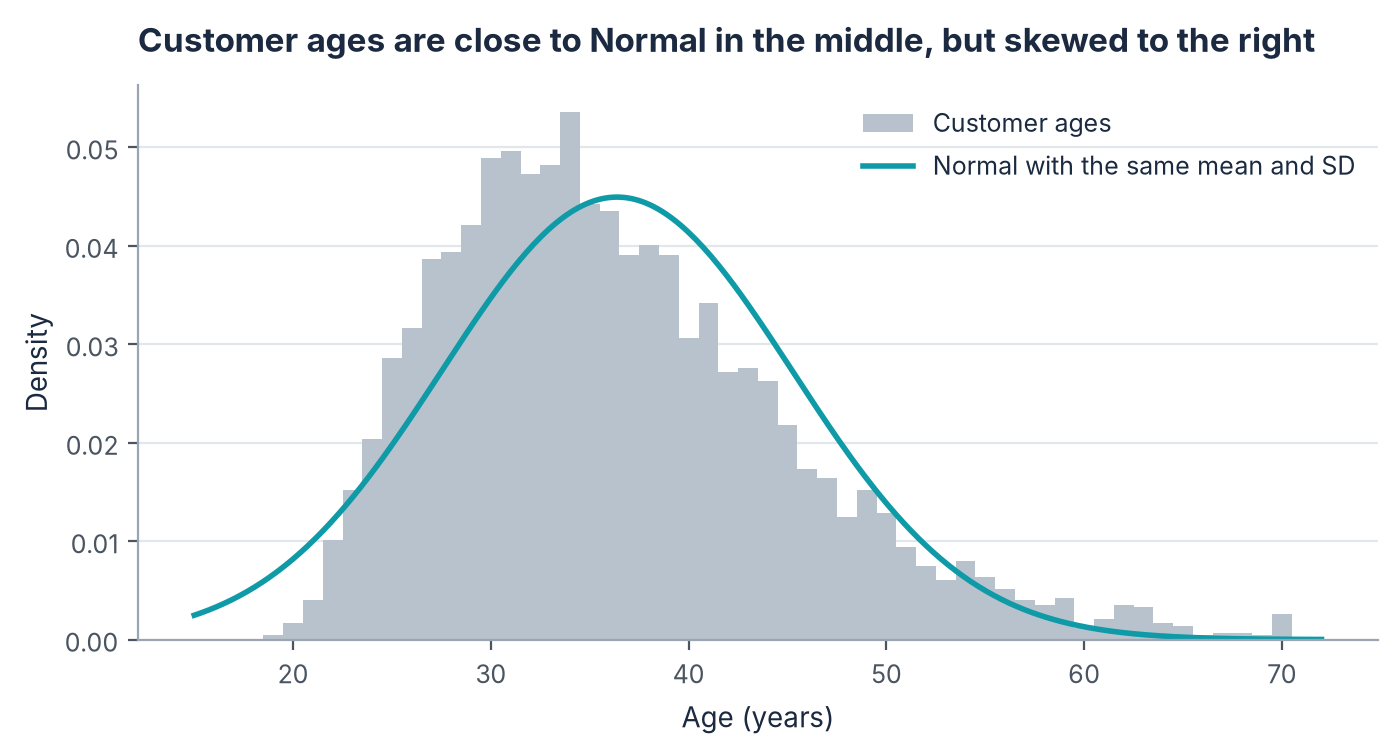 Customer ages are close to Normal in the middle, but skewed to the right
Customer ages
Normal with the same mean and SD
Density
0.05
0.04
0.03
0.02
0.01
0.00
20 30 40 50 60 70
Age (years)